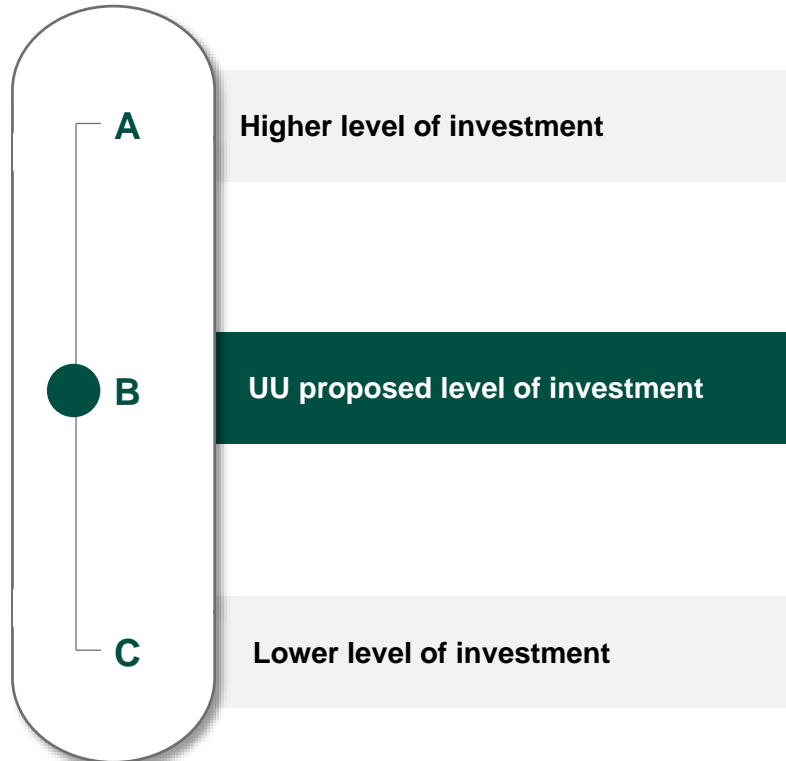 A Higher level of investment
B UU proposed level of investment
C Lower level of investment